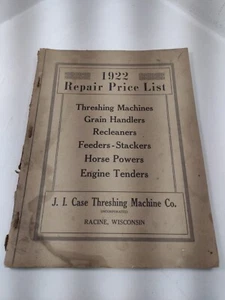 1922
Repair Price List
Threshing Machines
Grain Handlers
Recleaners
Feeders-Stackers
Horse Powers
Engine Tenders
J. I. Case Threshing Machine Co.
INCORPORATED
RACINE, WISCONSIN